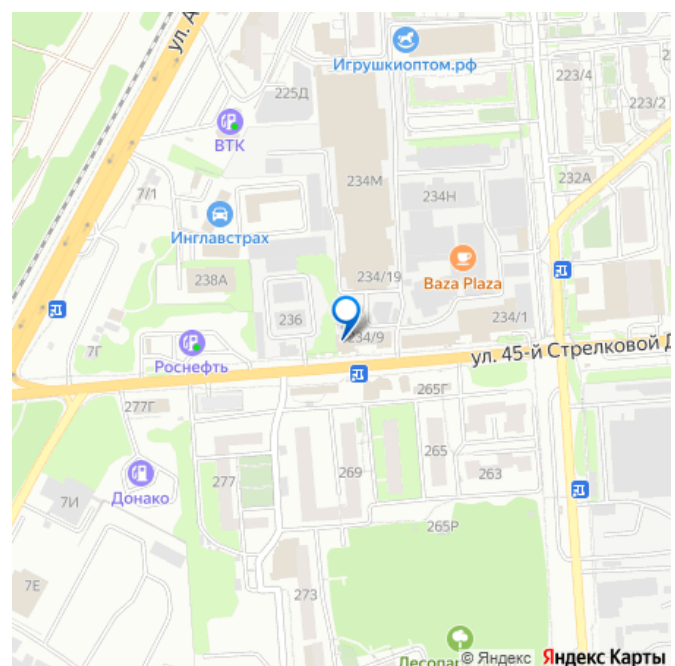 ул. А
Игрушкиоптом.рф
223/4
225Д
223/2
ВТК
234М
232А
7/1
234Н
Инглавстрах
238А
234/19
Baza Plaza
236
234/1
234/9
7Г
Роснефть
ул. 45-й Стрелковой Д
277Г
265Г
269
265
263
277
Донако
7И
265Р
7Е
273
Лесопа
© Яндекс Яндекс Карты